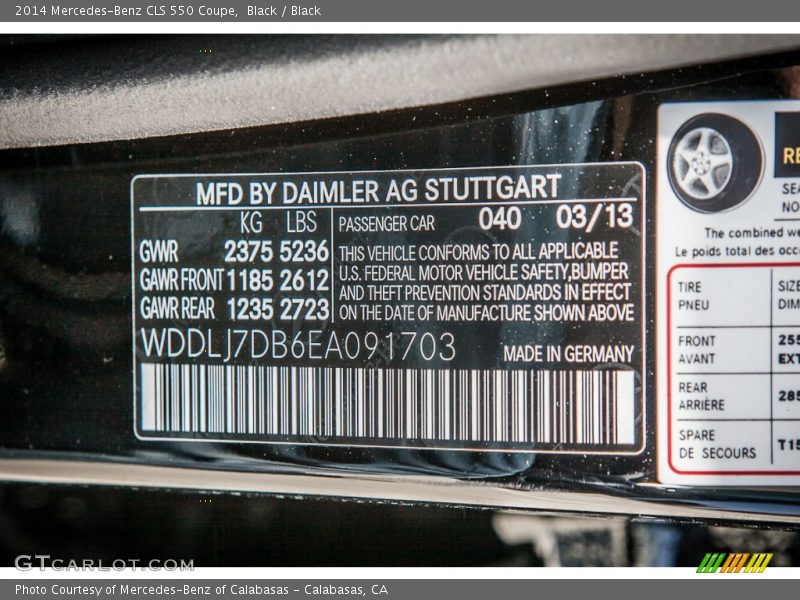 2014 Mercedes-Benz CLS 550 Coupe, Black / Black
MFD BY DAIMLER AG STUTTGART
KG LBS PASSENGER CAR 040 03/13
GWR 2375 5236
GAWR FRONT 1185 2612
GAWR REAR 1235 2723
THIS VEHICLE CONFORMS TO ALL APPLICABLE
U.S. FEDERAL MOTOR VEHICLE SAFETY,BUMPER
AND THEFT PREVENTION STANDARDS IN EFFECT
ON THE DATE OF MANUFACTURE SHOWN ABOVE
WDDLJ7DB6EA091703 MADE IN GERMANY
The combined
Le poids total des
TIRE
PNEU
FRONT 255
AVANT
REAR 285
ARRIÈRE
SPARE
DE SECOURS
GTCARLOT.COM
Photo Courtesy of Mercedes-Benz of Calabasas - Calabasas, CA